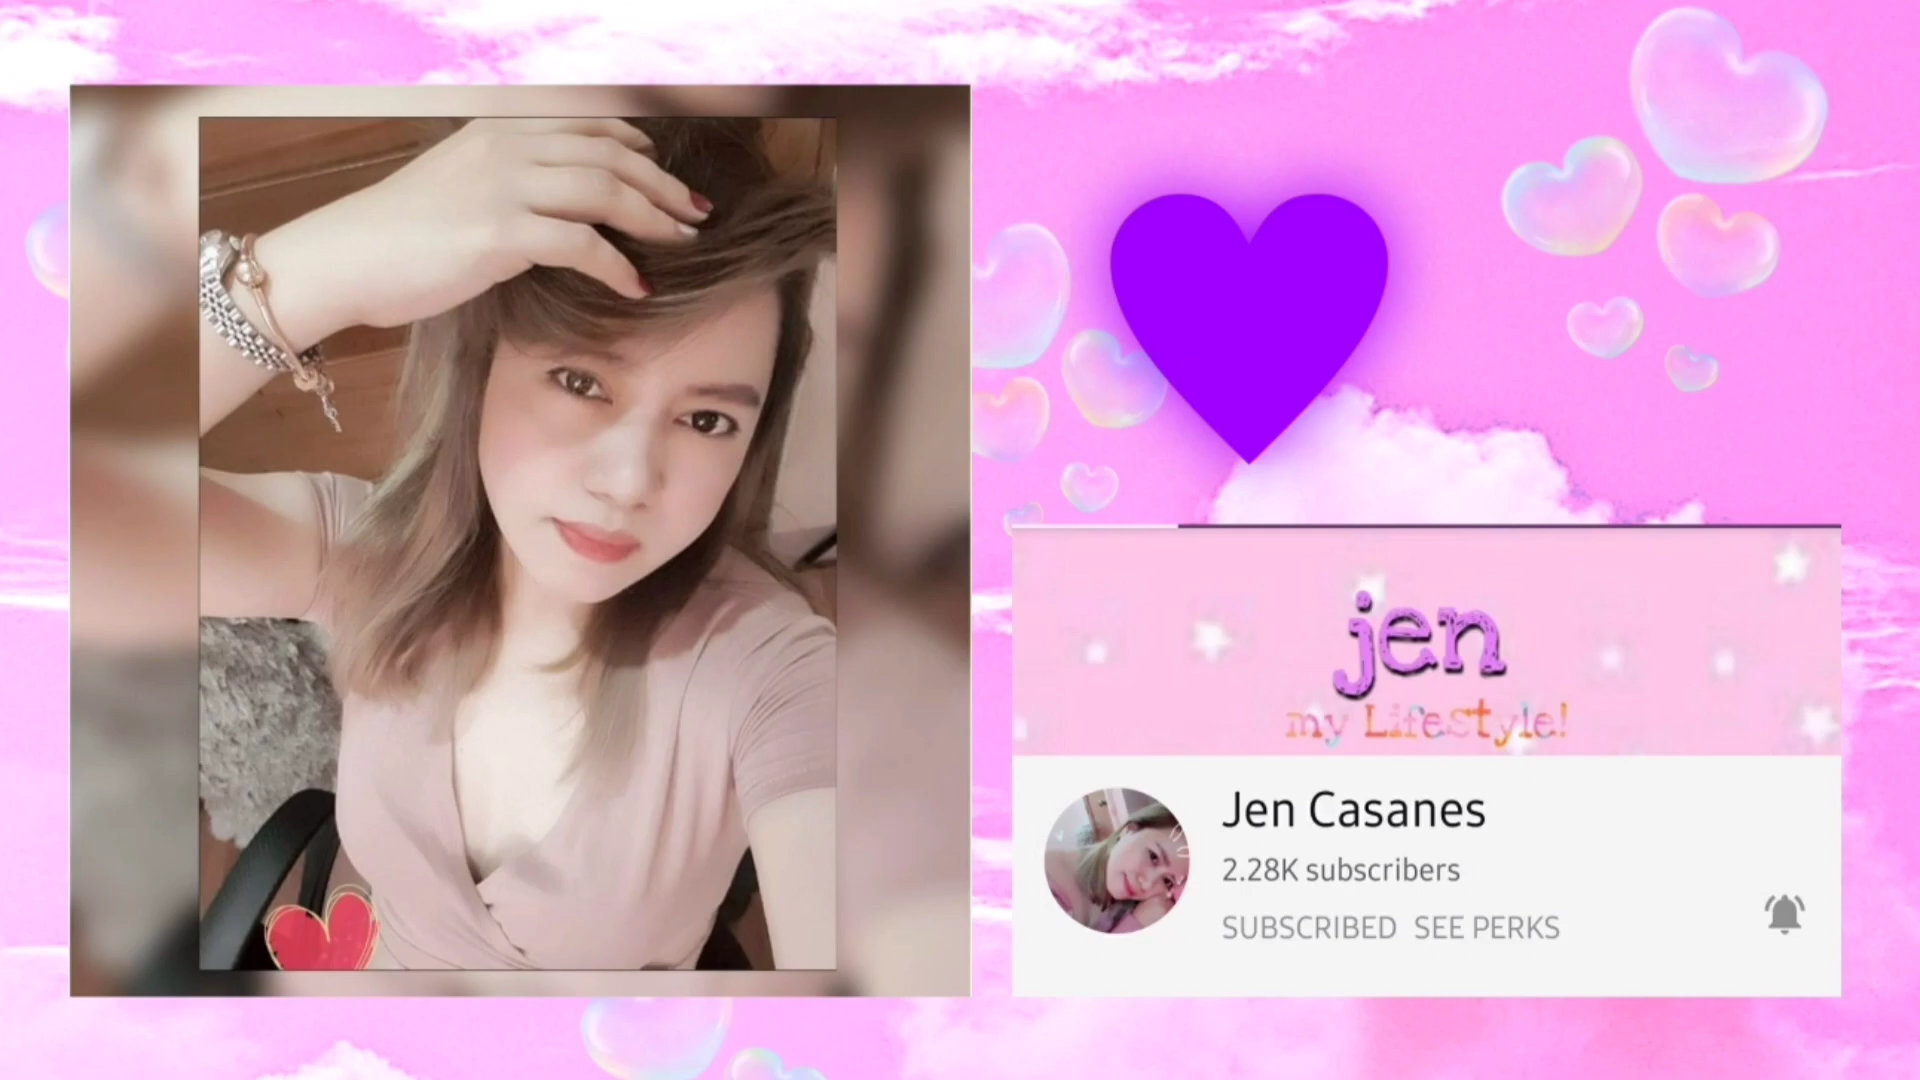 jen
my Lifestyle!
Jen Casanes
2.28K subscribers
SUBSCRIBED SEE PERKS